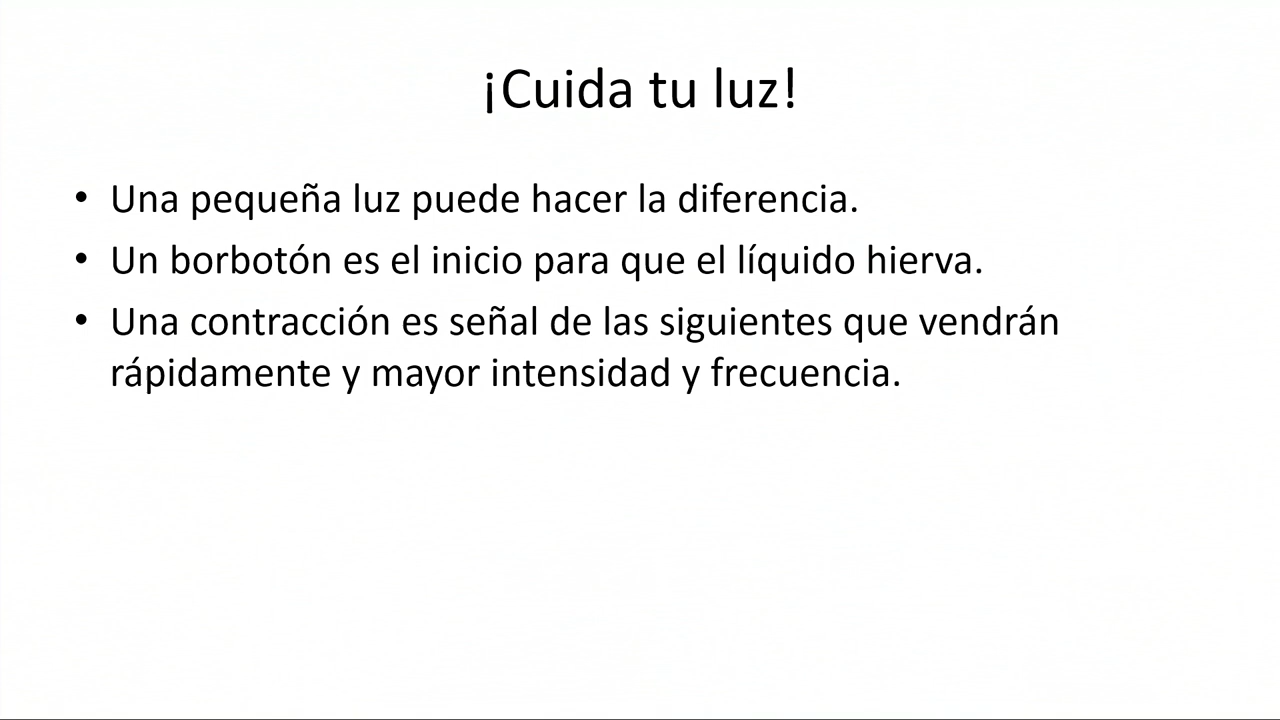 ¡Cuida tu luz!
• Una pequeña luz puede hacer la diferencia.
• Un borbotón es el inicio para que el líquido hierva.
• Una contracción es señal de las siguientes que vendrán
rápidamente y mayor intensidad y frecuencia.